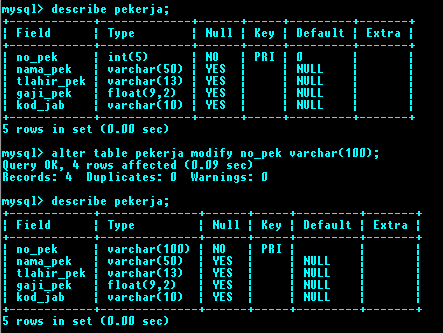 mysql> describe pekerja;
+------------+--------------+------+-----+---------+-------+
| Field      | Type         | Null | Key | Default | Extra |
+------------+--------------+------+-----+---------+-------+
| no_pek     | int(5)       | NO   | PRI | 0       |       |
| nama_pek   | varchar(50)  | YES  |     | NULL    |       |
| tlahir_pek | varchar(13)  | YES  |     | NULL    |       |
| gaji_pek   | float(9,2)   | YES  |     | NULL    |       |
| kod_jab    | varchar(10)  | YES  |     | NULL    |       |
+------------+--------------+------+-----+---------+-------+
5 rows in set (0.00 sec)
mysql> alter table pekerja modify no_pek varchar(100);
Query OK, 4 rows affected (0.09 sec)
Records: 4  Duplicates: 0  Warnings: 0
mysql> describe pekerja;
+------------+--------------+------+-----+---------+-------+
| Field      | Type         | Null | Key | Default | Extra |
+------------+--------------+------+-----+---------+-------+
| no_pek     | varchar(100) | NO   | PRI |         |       |
| nama_pek   | varchar(50)  | YES  |     | NULL    |       |
| tlahir_pek | varchar(13)  | YES  |     | NULL    |       |
| gaji_pek   | float(9,2)   | YES  |     | NULL    |       |
| kod_jab    | varchar(10)  | YES  |     | NULL    |       |
+------------+--------------+------+-----+---------+-------+
5 rows in set (0.00 sec)